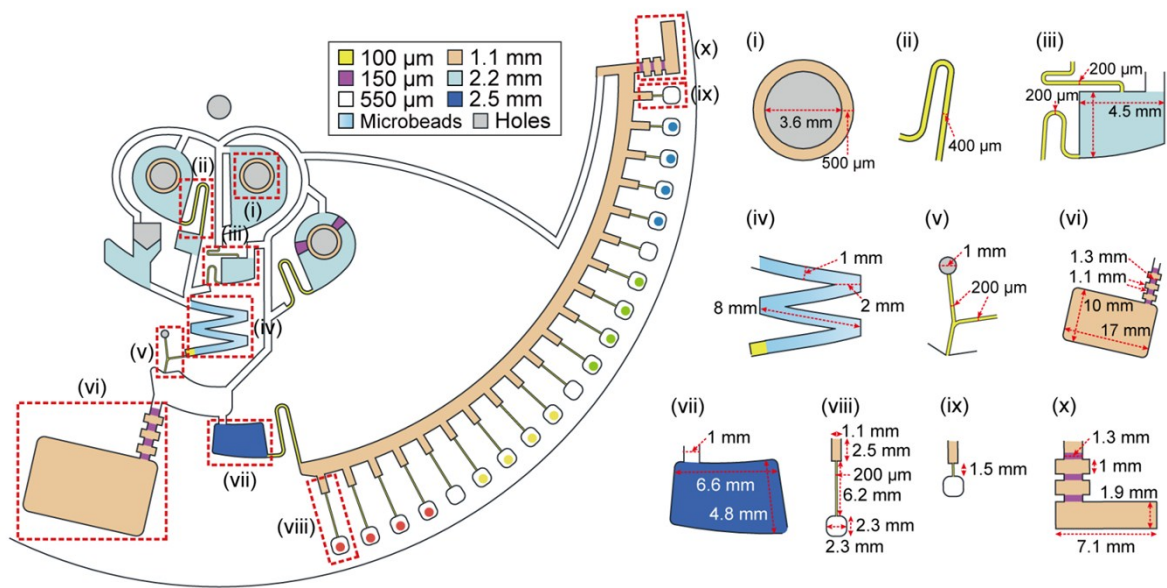 100 µm
1.1 mm
150 µm
2.2 mm
550 µm
2.5 mm
Microbeads
Holes
(i)
(ii)
(iii)
(iv)
(v)
(vi)
(vii)
(viii)
(ix)
(x)
(i)
3.6 mm
500 µm
(ii)
400 µm
(iii)
200 µm
200 µm
4.5 mm
(iv)
1 mm
2 mm
8 mm
(v)
1 mm
200 µm
(vi)
1.3 mm
1.1 mm
10 mm
17 mm
(vii)
1 mm
6.6 mm
4.8 mm
(viii)
1.1 mm
2.5 mm
200 µm
6.2 mm
2.3 mm
2.3 mm
(ix)
1.5 mm
(x)
1.3 mm
1 mm
1.9 mm
7.1 mm